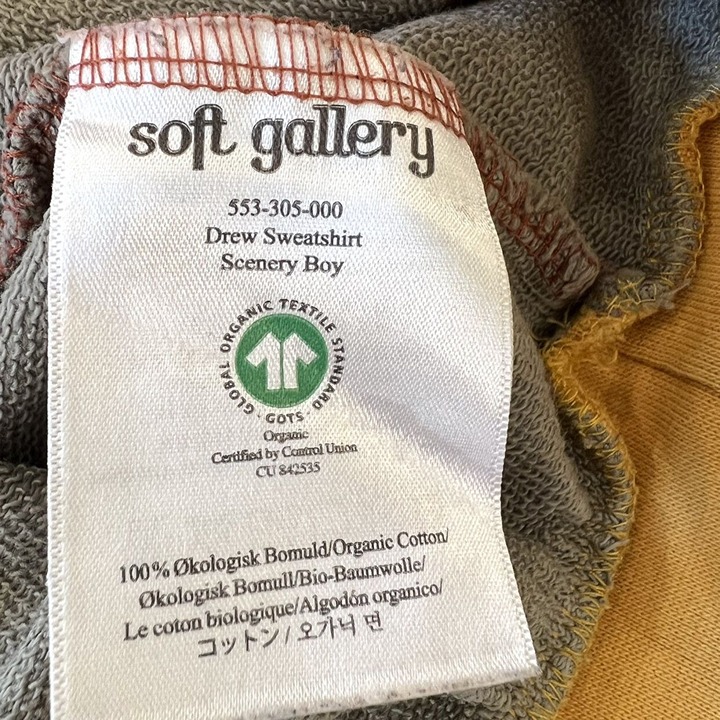 soft gallery
553-305-000
Drew Sweatshirt
Scenery Boy
GLOBAL ORGANIC TEXTILE STANDARD · GOTS ·
Organic
Certified by Control Union
CU 842535
100% Økologisk Bomuld/Organic Cotton/
Økologisk Bomull/Bio-Baumwolle/
Le coton biologique/Algodón organico/
コットン / 오가닉 면